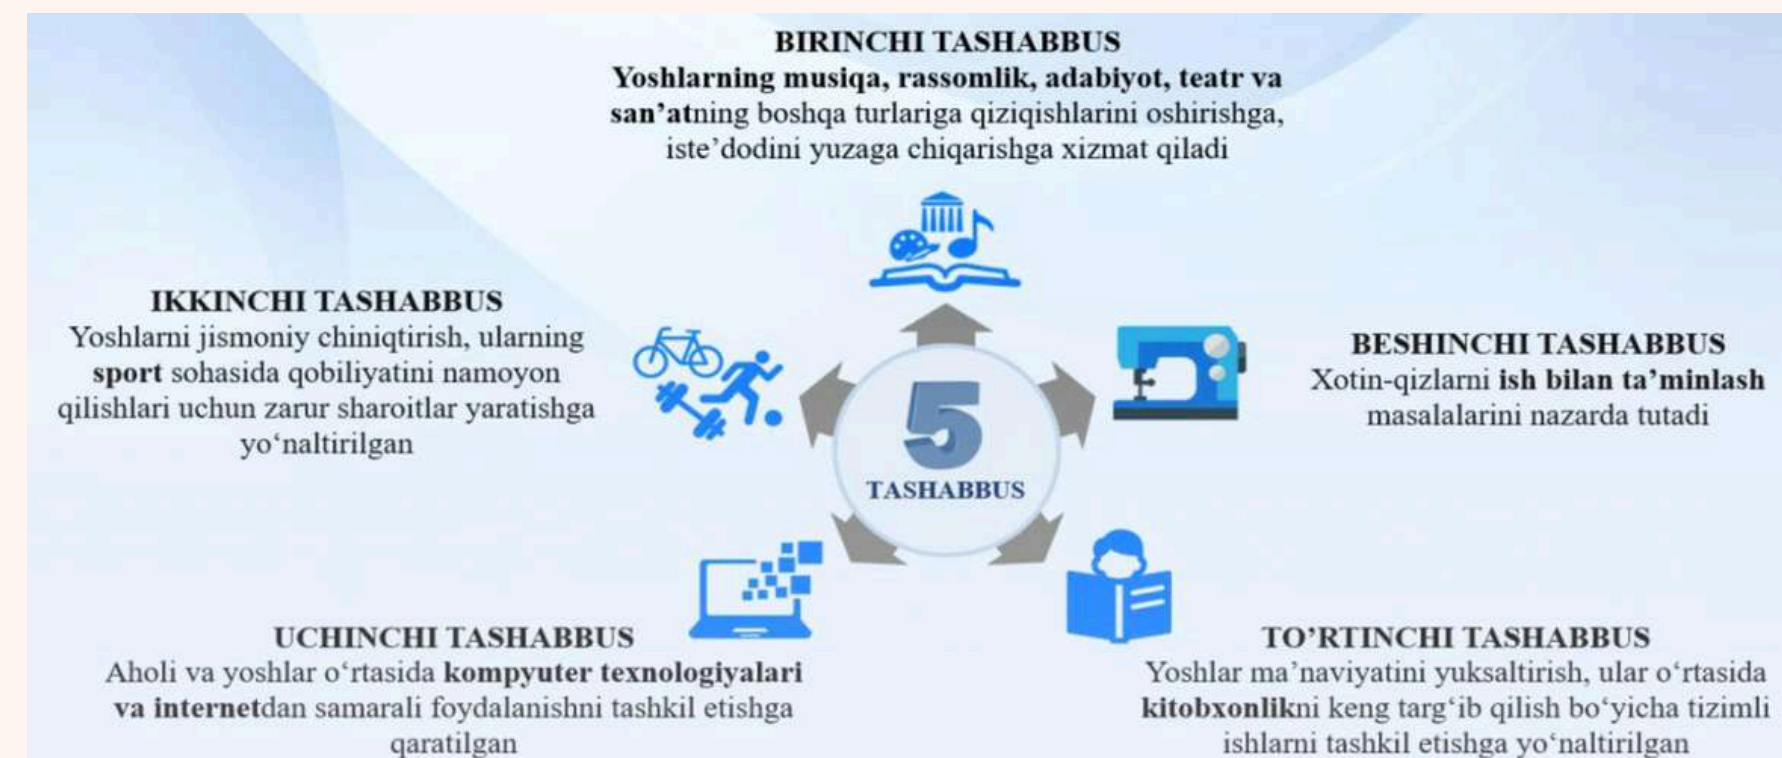 BIRINCHI TASHABBUS
Yoshlarning musiqa, rassomlik, adabiyot, teatr va
san’atning boshqa turlariga qiziqishlarini oshirishga,
iste’dodini yuzaga chiqarishga xizmat qiladi
IKKINCHI TASHABBUS
Yoshlarni jismoniy chiniqtirish, ularning
sport sohasida qobiliyatini namoyon
qilishlari uchun zarur sharoitlar yaratishga
yo‘naltirilgan
BESHINCHI TASHABBUS
Xotin-qizlarni ish bilan ta’minlash
masalalarini nazarda tutadi
5
TASHABBUS
UCHINCHI TASHABBUS
Aholi va yoshlar o‘rtasida kompyuter texnologiyalari
va internetdan samarali foydalanishni tashkil etishga
qaratilgan
TO’RTINCHI TASHABBUS
Yoshlar ma’naviyatini yuksaltirish, ular o‘rtasida
kitobxonlikni keng targ‘ib qilish bo‘yicha tizimli
ishlarni tashkil etishga yo‘naltirilgan